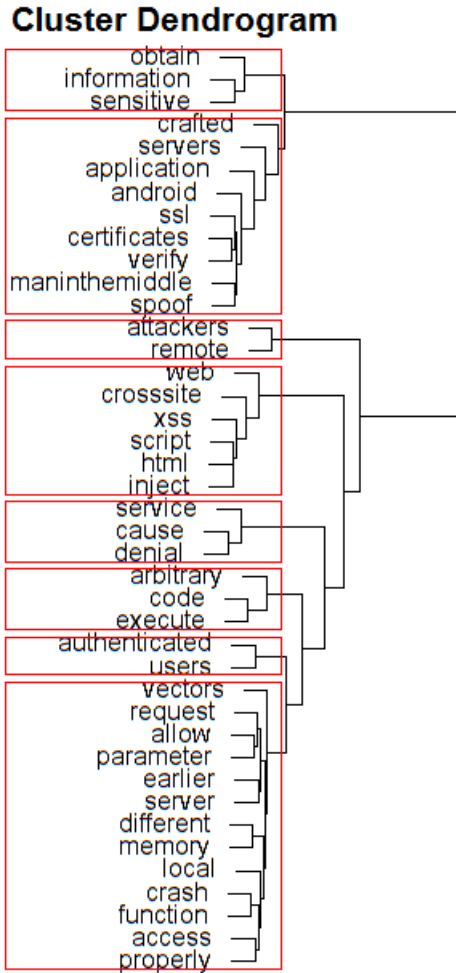 Cluster Dendrogram
obtain
information
sensitive
crafted
servers
application
android
ssl
certificates
verify
maninthemiddle
spoof
attackers
remote
web
crosssite
xss
script
html
inject
service
cause
denial
arbitrary
code
execute
authenticated
users
vectors
request
allow
parameter
earlier
server
different
memory
local
crash
function
access
properly